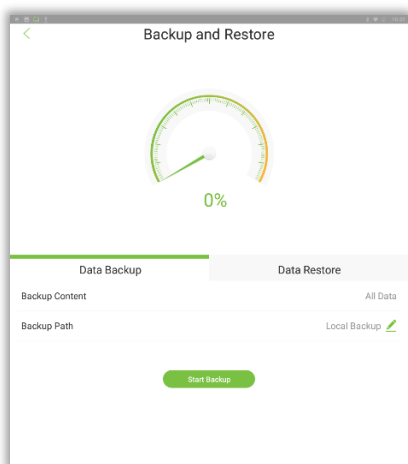 Backup and Restore
0%
Data Backup
Data Restore
Backup Content
All Data
Backup Path
Local Backup
Start Backup